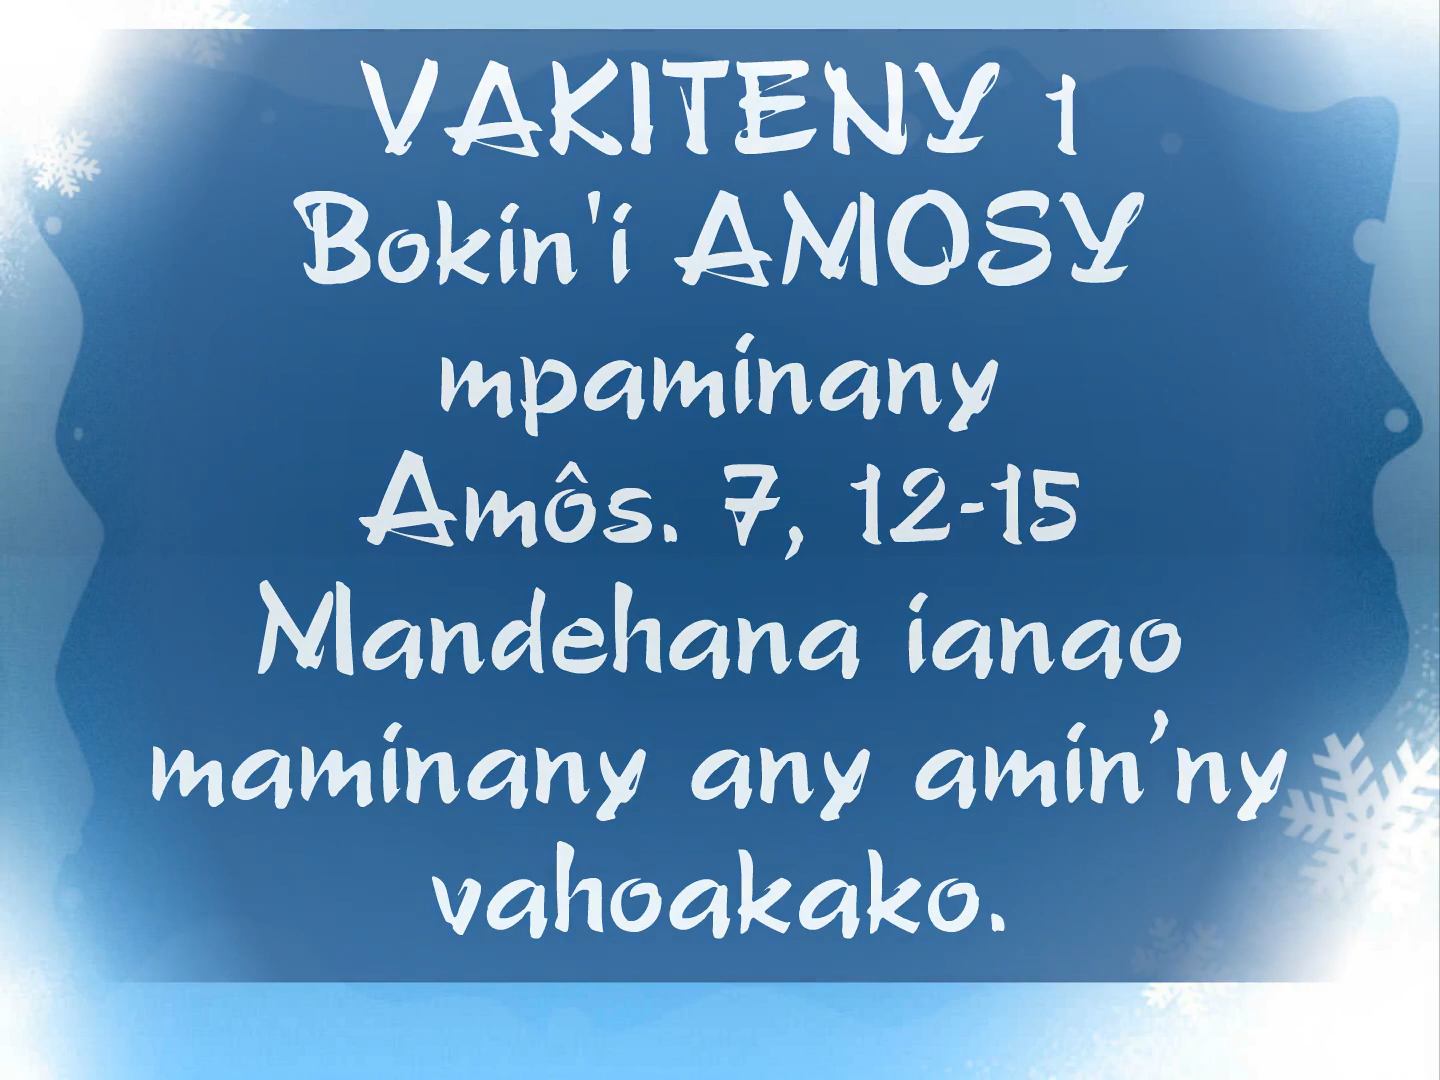 VAKITENY 1
Bokin'i AMOSY
mpaminany
Amôs. 7, 12-15
Mandehana ianao
maminany any amin’ny
vahoakako.